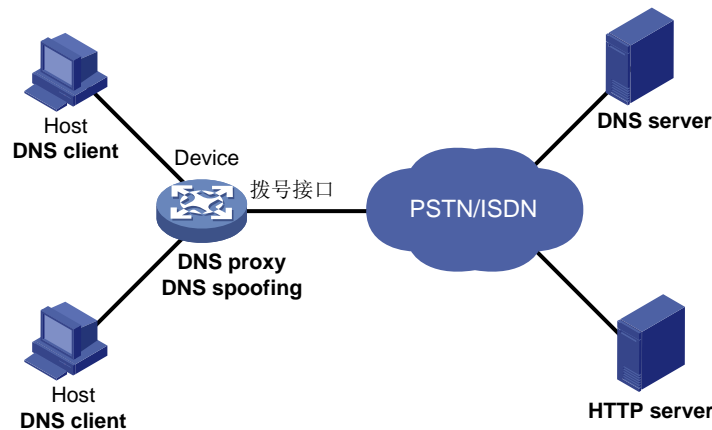 Host
DNS client
Device
拨号接口
DNS proxy
DNS spoofing
PSTN/ISDN
DNS server
Host
DNS client
HTTP server